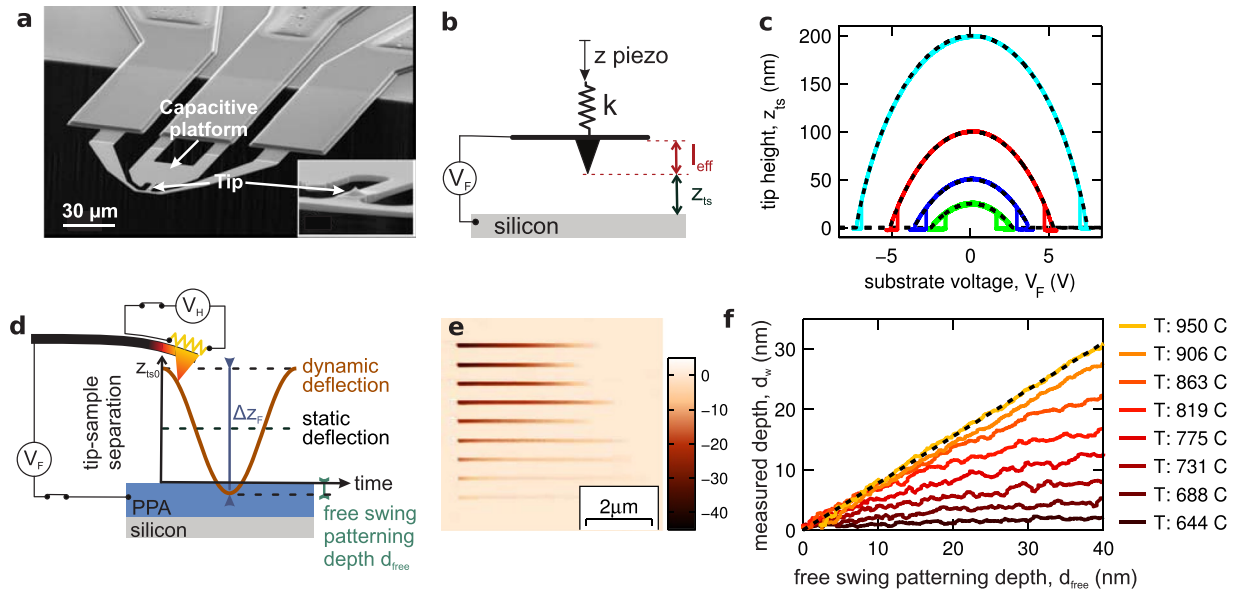 a
Capacitive
platform
Tip
30 µm
b
z piezo
k
l_eff
V_F
z_ts
silicon
c
tip height, z_ts (nm)
200
150
100
50
0
−5
0
5
substrate voltage, V_F (V)
d
V_H
z_ts0
dynamic
deflection
tip-sample
separation
Δz_F
static
deflection
V_F
time
PPA
silicon
free swing
patterning
depth d_free
e
0
−10
−20
−30
−40
2µm
f
measured depth, d_w (nm)
30
20
10
0
0
10
20
30
40
free swing patterning depth, d_free (nm)
T: 950 C
T: 906 C
T: 863 C
T: 819 C
T: 775 C
T: 731 C
T: 688 C
T: 644 C